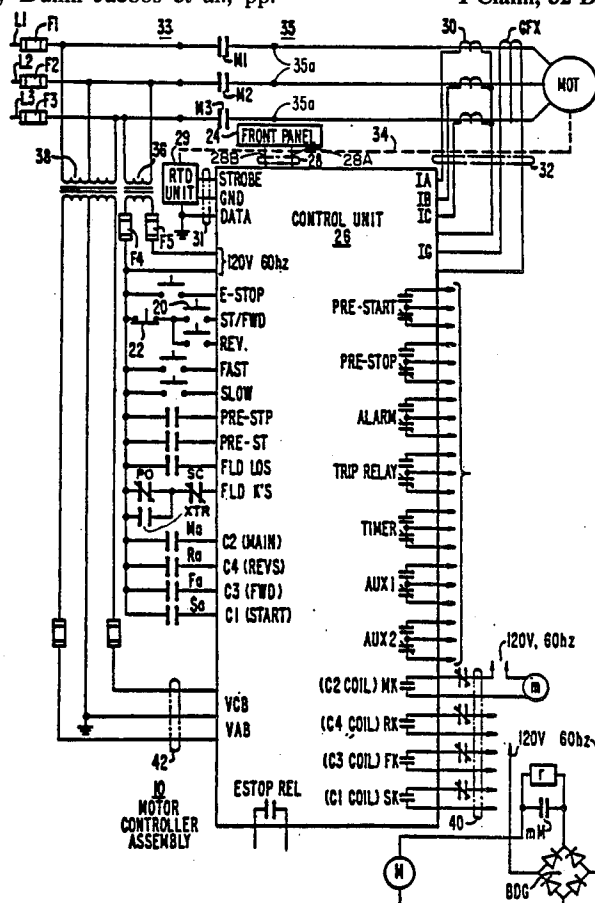 Dunn Jacobs et al., pp.
1 Claim, 52 D
L1
F1
33
35
30
GFX
L2
F2
M1
35a
MOT
L3
F3
M2
M3
35a
24
FRONT PANEL
34
38
36
29
28B
28
28A
32
RTD UNIT
STROBE
GND
DATA
31
CONTROL UNIT
26
IA
IB
IC
IG
F4
F5
120V 60hz
E-STOP
20
ST/FWD
22
REV.
FAST
SLOW
PRE-STP
PRE-ST
FLD LOS
PO
SC
FLD K'S
XTR
Ma
C2 (MAIN)
Ra
C4 (REVS)
Fa
C3 (FWD)
Sa
C1 (START)
PRE-START
PRE-STOP
ALARM
TRIP RELAY
TIMER
AUX1
AUX2
120V, 60hz
(C2 COIL) MK
m
(C4 COIL) RX
120V 60hz
(C3 COIL) FX
(C1 COIL) SK
40
VCB
VAB
42
10
MOTOR
CONTROLLER
ASSEMBLY
ESTOP REL
r
mM
M
BDG